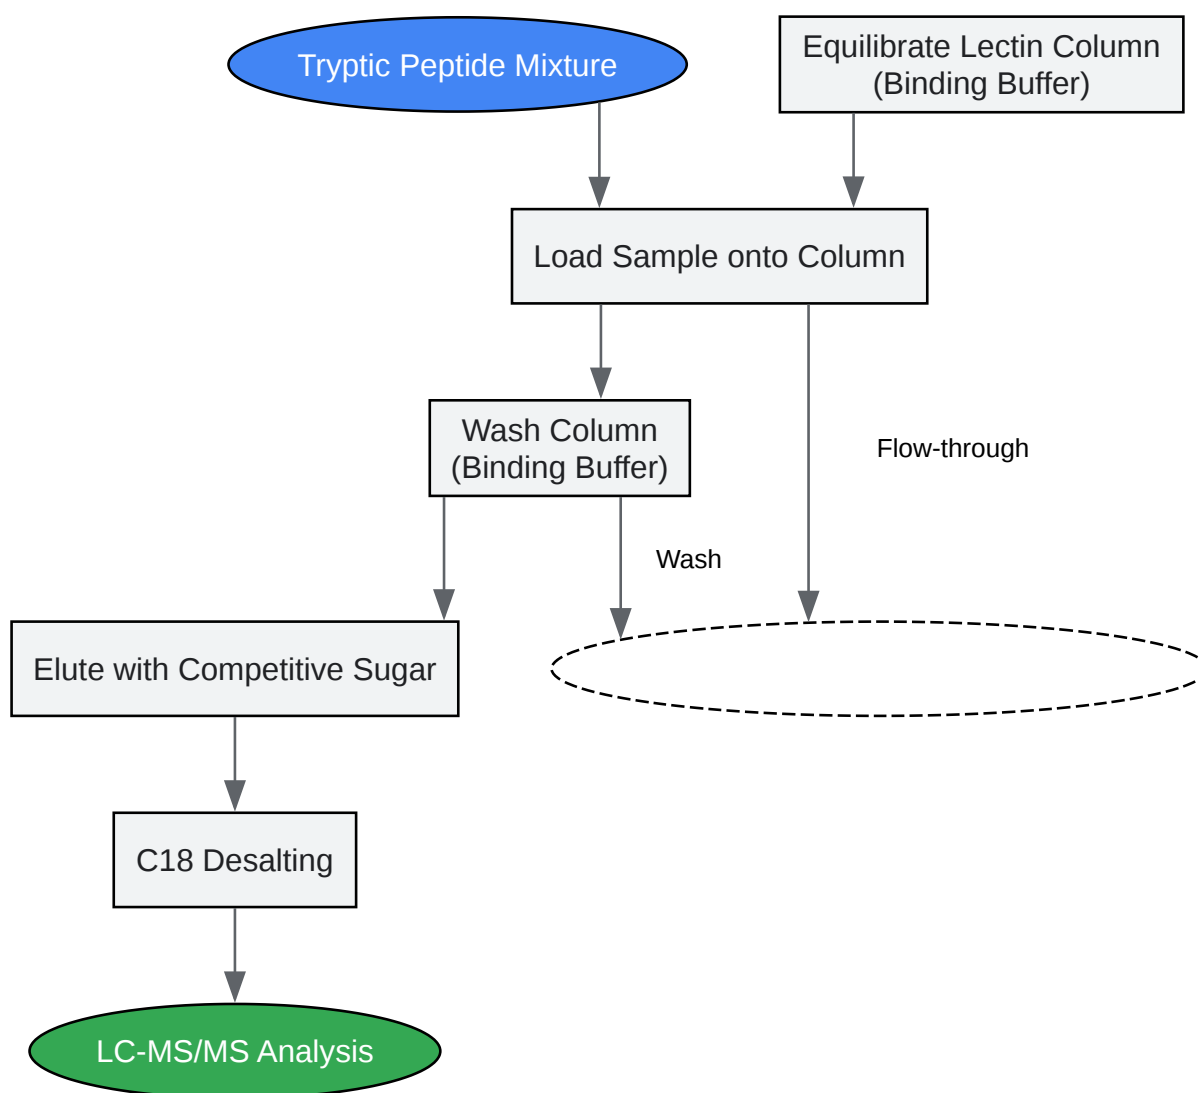 Tryptic Peptide Mixture
Equilibrate Lectin Column
(Binding Buffer)
Load Sample onto Column
Wash Column
(Binding Buffer)
Flow-through
Wash
Elute with Competitive Sugar
C18 Desalting
LC-MS/MS Analysis